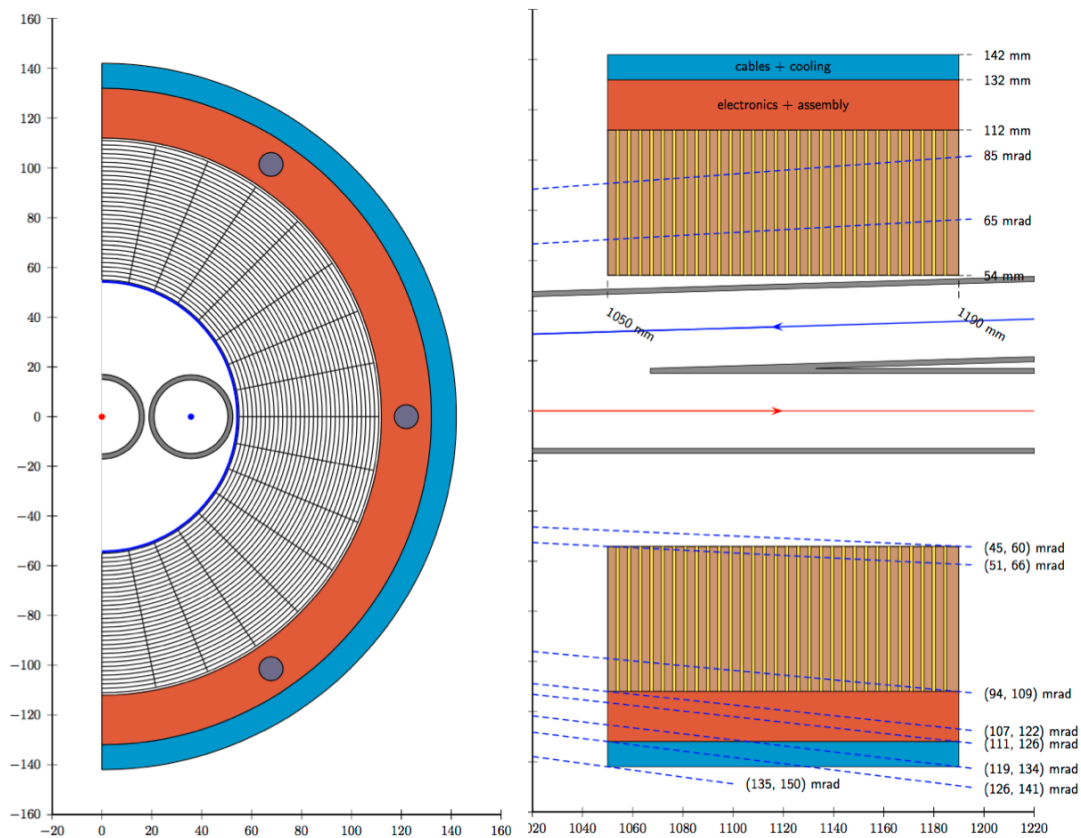 160
140
120
100
80
60
40
20
0
−20
−40
−60
−80
−100
−120
−140
−160
−20
0
20
40
60
80
100
120
140
160
cables + cooling
electronics + assembly
142 mm
132 mm
112 mm
85 mrad
65 mrad
54 mm
1050 mm
1190 mm
(45, 60) mrad
(51, 66) mrad
(94, 109) mrad
(107, 122) mrad
(111, 126) mrad
(119, 134) mrad
(126, 141) mrad
(135, 150) mrad
020
1040
1060
1080
1100
1120
1140
1160
1180
1200
1220